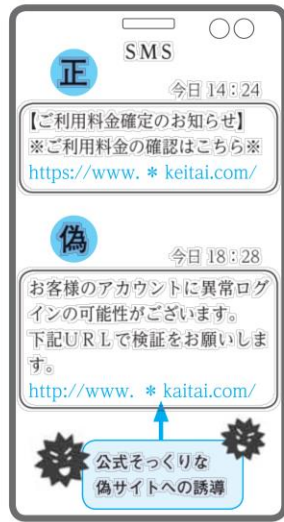 SMS
正
今日 14：24
【ご利用料金確定のお知らせ】
※ご利用料金の確認はこちら※
https://www. * keitai.com/
偽
今日 18：28
お客様のアカウントに異常ログ
インの可能性がございます。
下記ＵＲＬで検証をお願いしま
す。
http://www. * kaitai.com/
公式そっくりな
偽サイトへの誘導